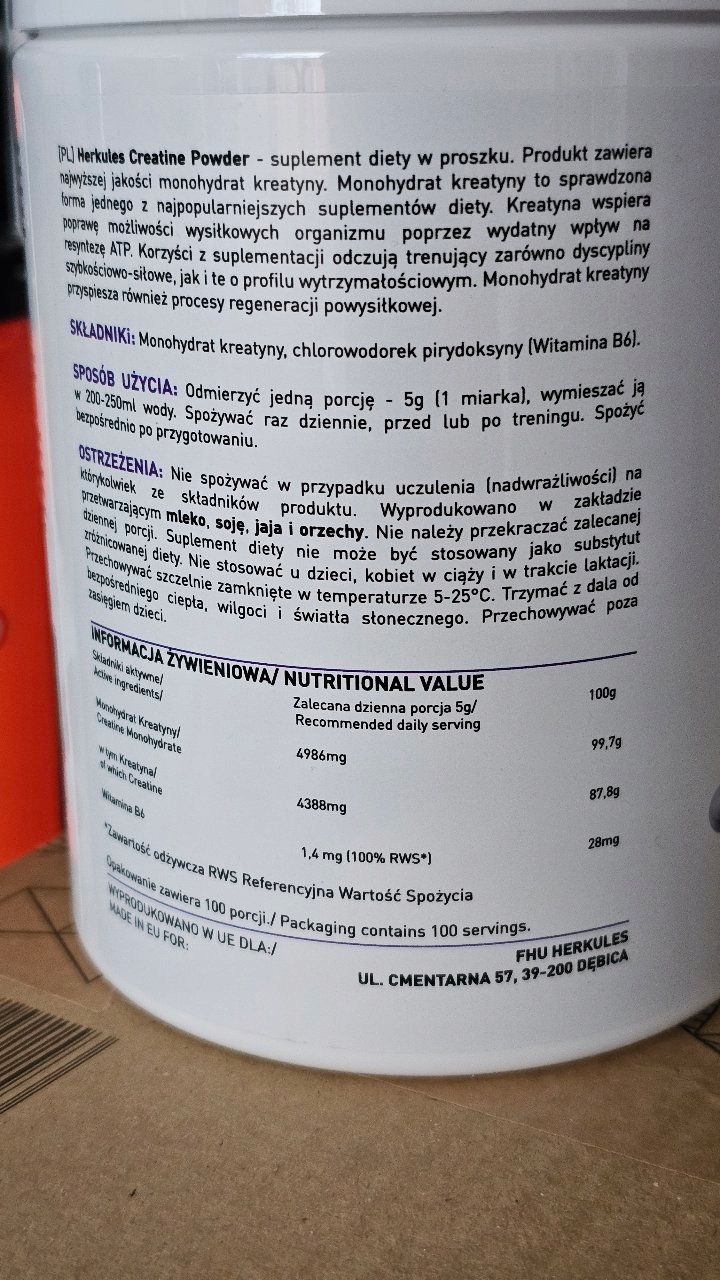 [PL] Herkules Creatine Powder - suplement diety w proszku. Produkt zawiera
najwyższej jakości monohydrat kreatyny. Monohydrat kreatyny to sprawdzona
forma jednego z najpopularniejszych suplementów diety. Kreatyna wspiera
poprawę możliwości wysiłkowych organizmu poprzez wydatny wpływ na
resyntezę ATP. Korzyści z suplementacji odczują trenujący zarówno dyscypliny
szybkościowo-siłowe, jak i te o profilu wytrzymałościowym. Monohydrat kreatyny
przyspiesza również procesy regeneracji powysiłkowej.
SKŁADNIKi: Monohydrat kreatyny, chlorowodorek pirydoksyny (Witamina B6).
SPOSÓB UŻYCIA: Odmierzyć jedną porcję - 5g (1 miarka), wymieszać ją
w 200-250ml wody. Spożywać raz dziennie, przed lub po treningu. Spożyć
bezpośrednio po przygotowaniu.
OSTRZEŻENIA: Nie spożywać w przypadku uczulenia (nadwrażliwości) na
którykolwiek ze składników produktu. Wyprodukowano w zakładzie
przetwarzającym mleko, soję, jaja i orzechy. Nie należy przekraczać zalecanej
dziennej porcji. Suplement diety nie może być stosowany jako substytut
zróżnicowanej diety. Nie stosować u dzieci, kobiet w ciąży i w trakcie laktacji.
Przechowywać szczelnie zamknięte w temperaturze 5-25°C. Trzymać z dala od
bezpośredniego ciepła, wilgoci i światła słonecznego. Przechowywać poza
zasięgiem dzieci.
INFORMACJA ŻYWIENIOWA/ NUTRITIONAL VALUE
Składniki aktywne/ Zalecana dzienna porcja 5g/ 100g
Active ingredients/ Recommended daily serving
Monohydrat Kreatyny/ 4986mg 99,7g
Creatine Monohydrate
w tym Kreatyna/ 4388mg 87,8g
of which Creatine
Witamina B6 1,4 mg (100% RWS*) 28mg
*Zawartość odżywcza RWS Referencyjna Wartość Spożycia
Opakowanie zawiera 100 porcji./ Packaging contains 100 servings.
WYPRODUKOWANO W UE DLA:/ FHU HERKULES
MADE IN EU FOR: UL. CMENTARNA 57, 39-200 DĘBICA